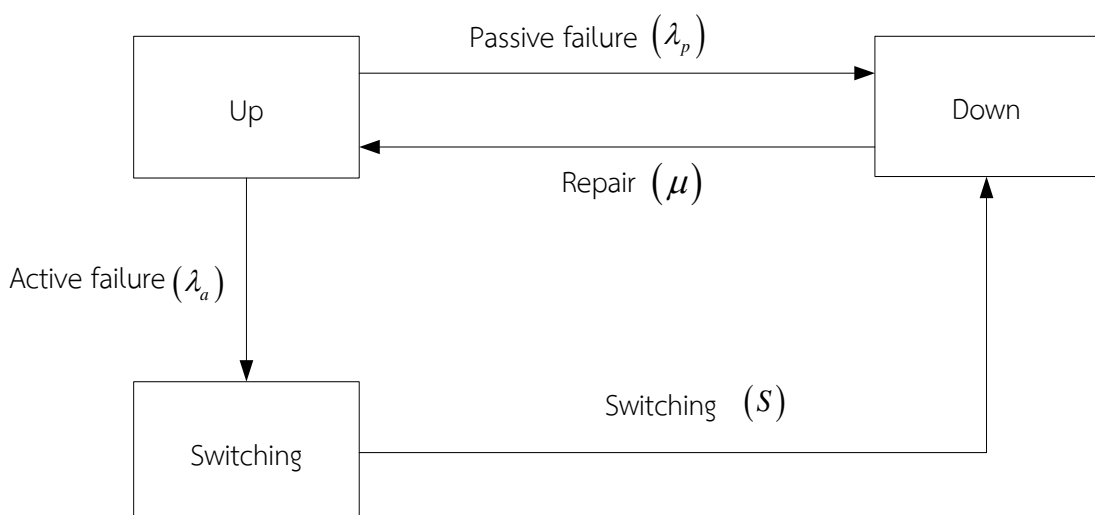 Passive failure (λp)
Up
Down
Repair (μ)
Active failure (λa)
Switching (S)
Switching